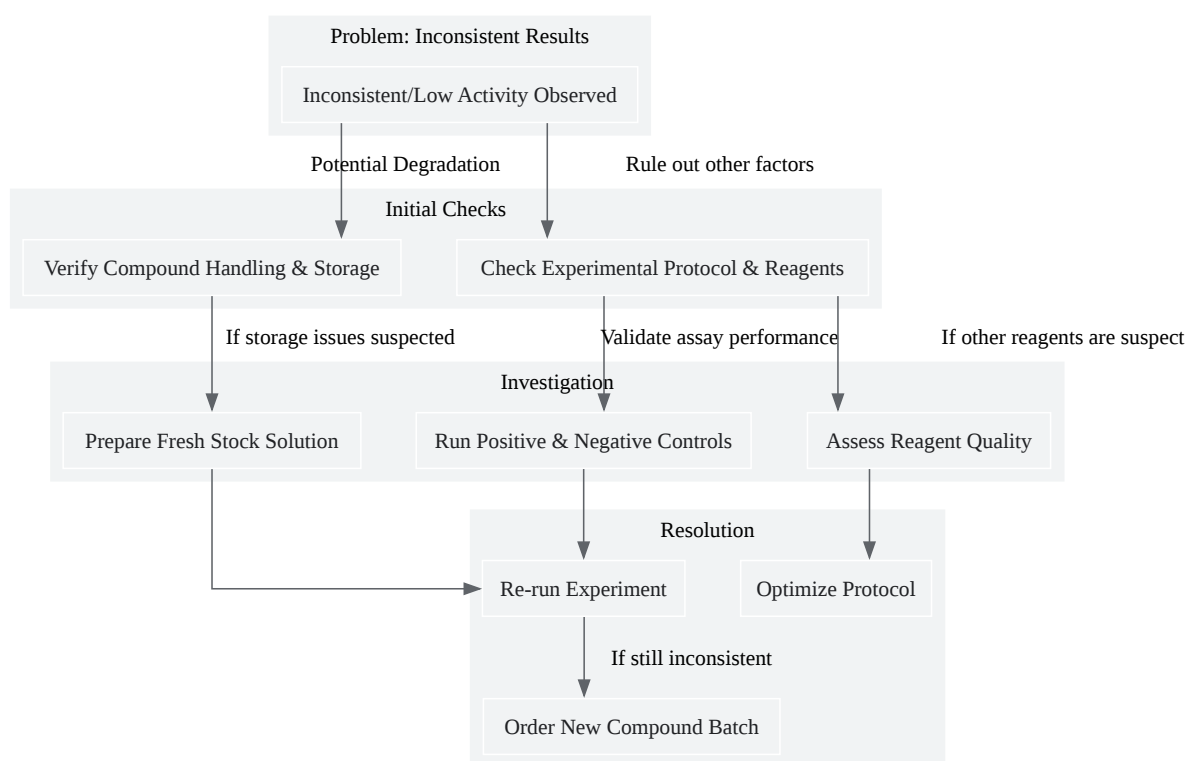 Problem: Inconsistent Results
Inconsistent/Low Activity Observed
Potential Degradation
Rule out other factors
Initial Checks
Verify Compound Handling & Storage
Check Experimental Protocol & Reagents
If storage issues suspected
Validate assay performance
If other reagents are suspect
Investigation
Prepare Fresh Stock Solution
Run Positive & Negative Controls
Assess Reagent Quality
Resolution
Re-run Experiment
Optimize Protocol
If still inconsistent
Order New Compound Batch